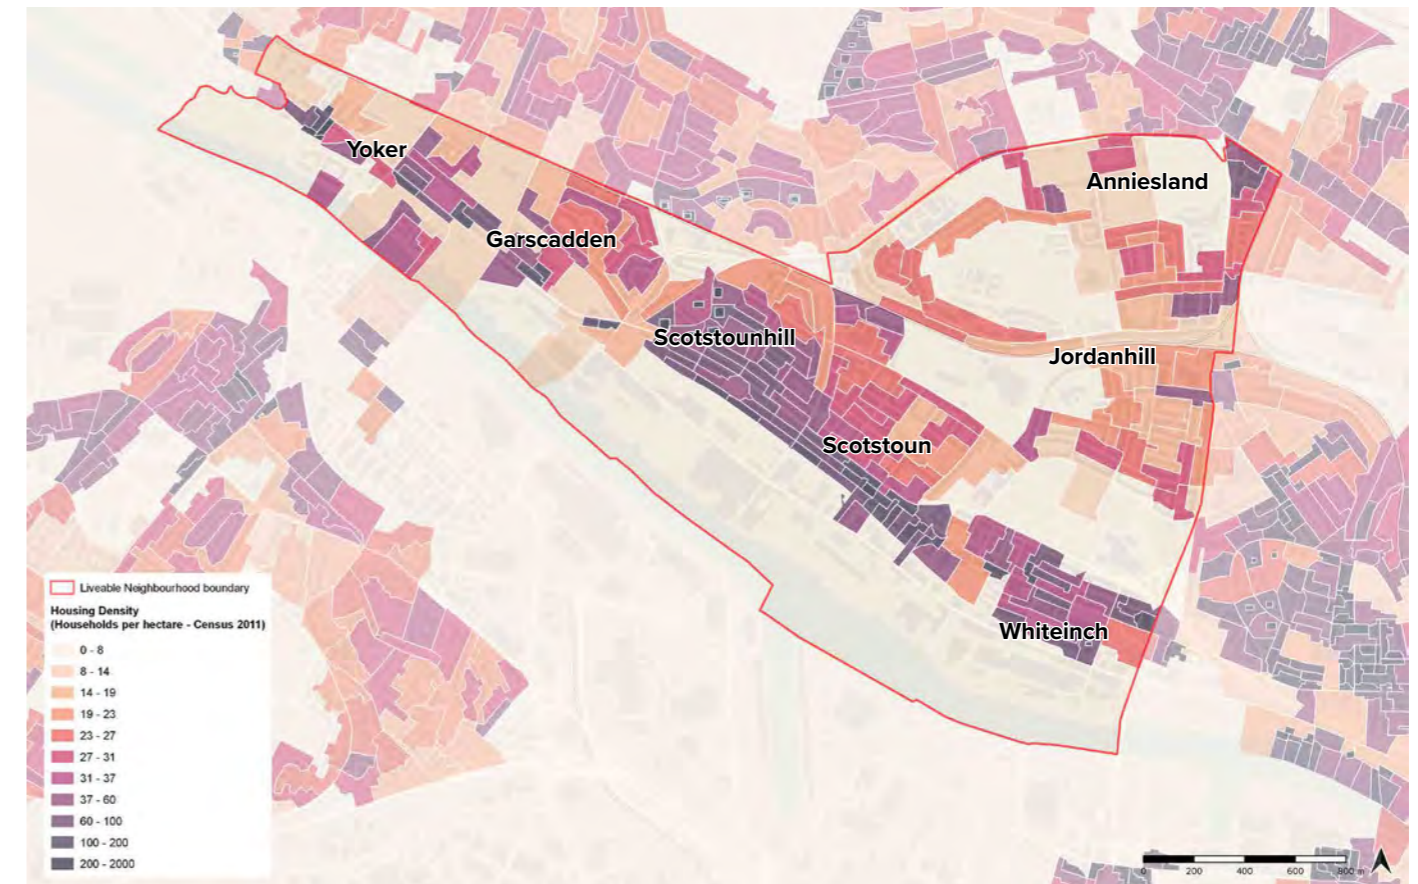 Yoker
Anniesland
Garscadden
Scotstounhill
Jordanhill
Scotstoun
Whiteinch
Liveable Neighbourhood boundary
Housing Density
(Households per hectare - Census 2011)
0 - 8
8 - 14
14 - 19
19 - 23
23 - 27
27 - 31
31 - 37
37 - 60
60 - 100
100 - 200
200 - 2000
0 200 400 600 800 m